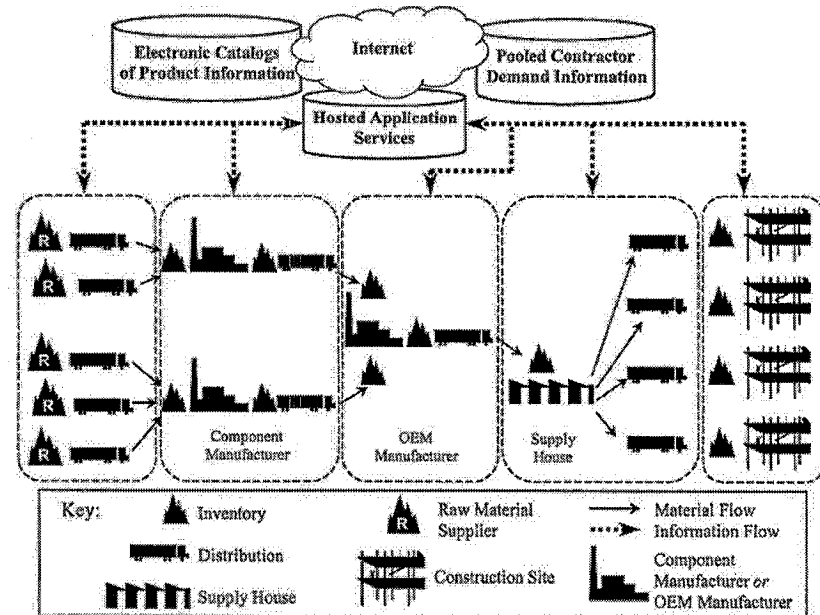 Electronic Catalogs
of Product Information
Internet
Pooled Contractor
Demand Information
Hosted Application
Services
R
R
R
R
R
Component
Manufacturer
OEM
Manufacturer
Supply
House
Key:
Inventory
R
Raw Material
Supplier
Material Flow
Information Flow
Distribution
Construction Site
Component
Manufacturer or
OEM Manufacturer
Supply House